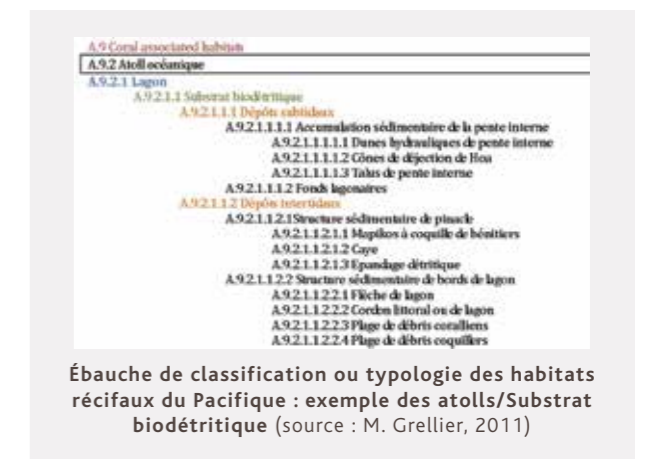 A.9 Coral associated habitats
A.9.2 Atoll océanique
A.9.2.1 Lagon
A.9.2.1.1 Substrat biodétritique
A.9.2.1.1.1 Dépôts subtidaux
A.9.2.1.1.1.1 Accumulation sédimentaire de la pente interne
A.9.2.1.1.1.1.1 Dunes hydrauliques de pente interne
A.9.2.1.1.1.1.2 Cônes de déjection de Hoa
A.9.2.1.1.1.1.3 Talus de pente interne
A.9.2.1.1.1.2 Fonds lagonaires
A.9.2.1.1.2 Dépôts intertidaux
A.9.2.1.1.2.1Structure sédimentaire de pinacle
A.9.2.1.1.2.1.1 Mapikos à coquille de bénitiers
A.9.2.1.1.2.1.2 Caye
A.9.2.1.1.2.1.3 Epandage détritique
A.9.2.1.1.2.2 Structure sédimentaire de bords de lagon
A.9.2.1.1.2.2.1 Flèche de lagon
A.9.2.1.1.2.2.2 Cordon littoral ou de lagon
A.9.2.1.1.2.2.3 Plage de débris coralliens
A.9.2.1.1.2.2.4 Plage de débris coquillers
Ébauche de classification ou typologie des habitats
récifaux du Pacifique : exemple des atolls/Substrat
biodétritique (source : M. Grellier, 2011)